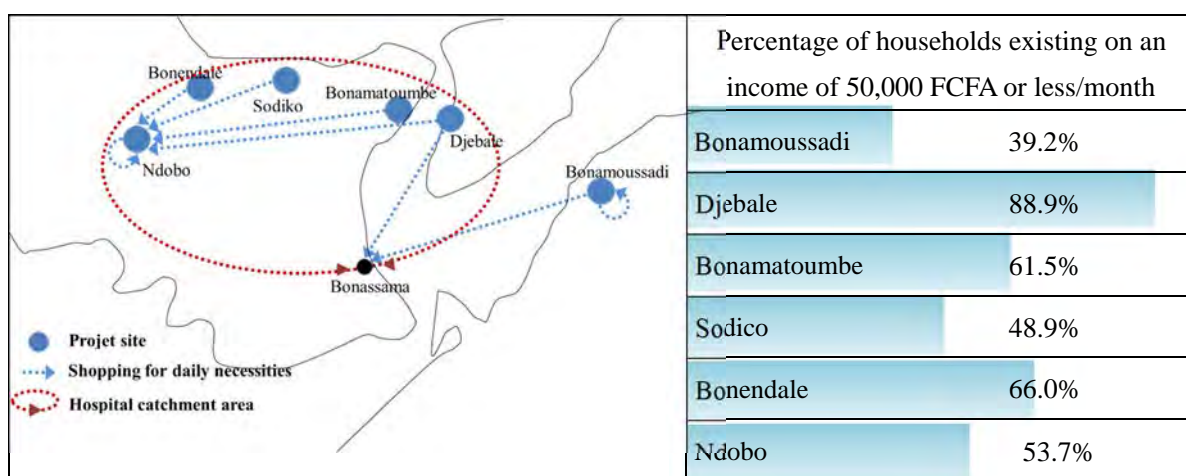 Bonendale
Sodiko
Bonamatoumbe
Djebale
Ndobo
Bonamoussadi
Bonassama
Projet site
Shopping for daily necessities
Hospital catchment area
Percentage of households existing on an
income of 50,000 FCFA or less/month
Bonamoussadi 39.2%
Djebale 88.9%
Bonamatoumbe 61.5%
Sodico 48.9%
Bonendale 66.0%
Ndobo 53.7%